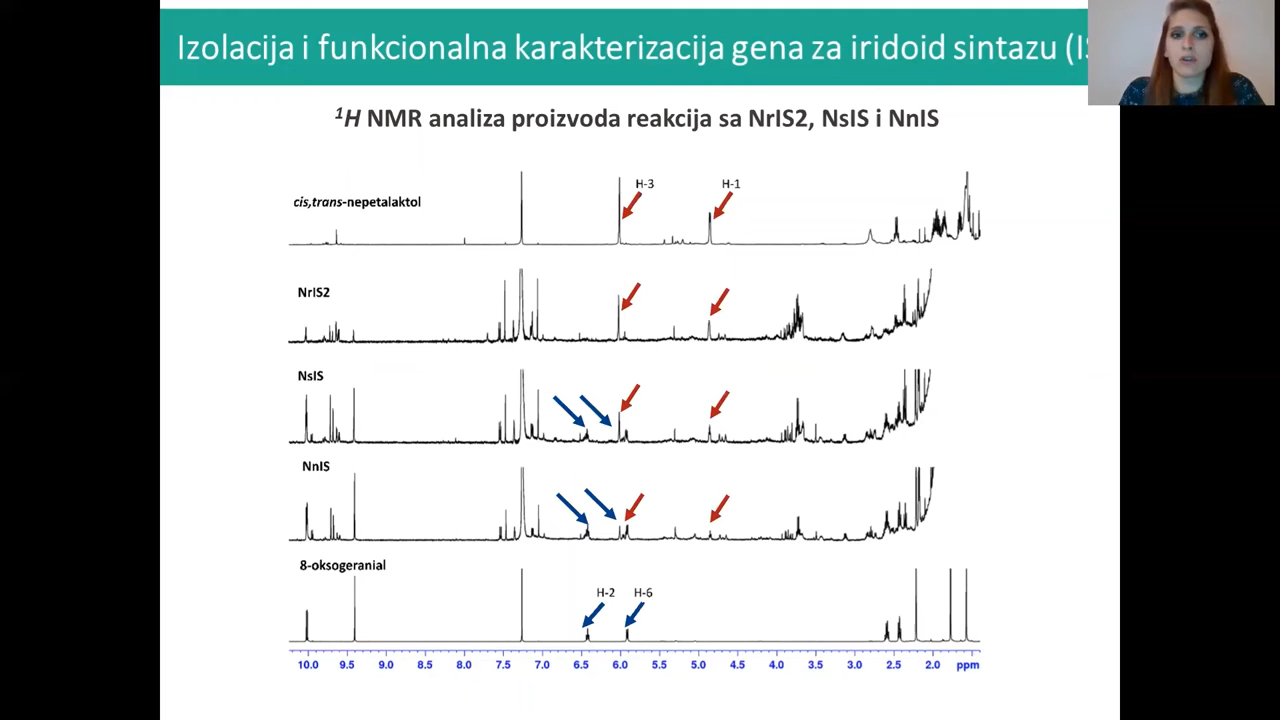 Izolacija i funkcionalna karakterizacija gena za iridoid sintazu (IS
¹H NMR analiza proizvoda reakcija sa NrIS2, NsIS i NnIS
H-3 H-1
cis,trans-nepetalaktol
NrIS2
NsIS
NnIS
8-oksogeranial
H-2 H-6
10.0 9.5 9.0 8.5 8.0 7.5 7.0 6.5 6.0 5.5 5.0 4.5 4.0 3.5 3.0 2.5 2.0 ppm